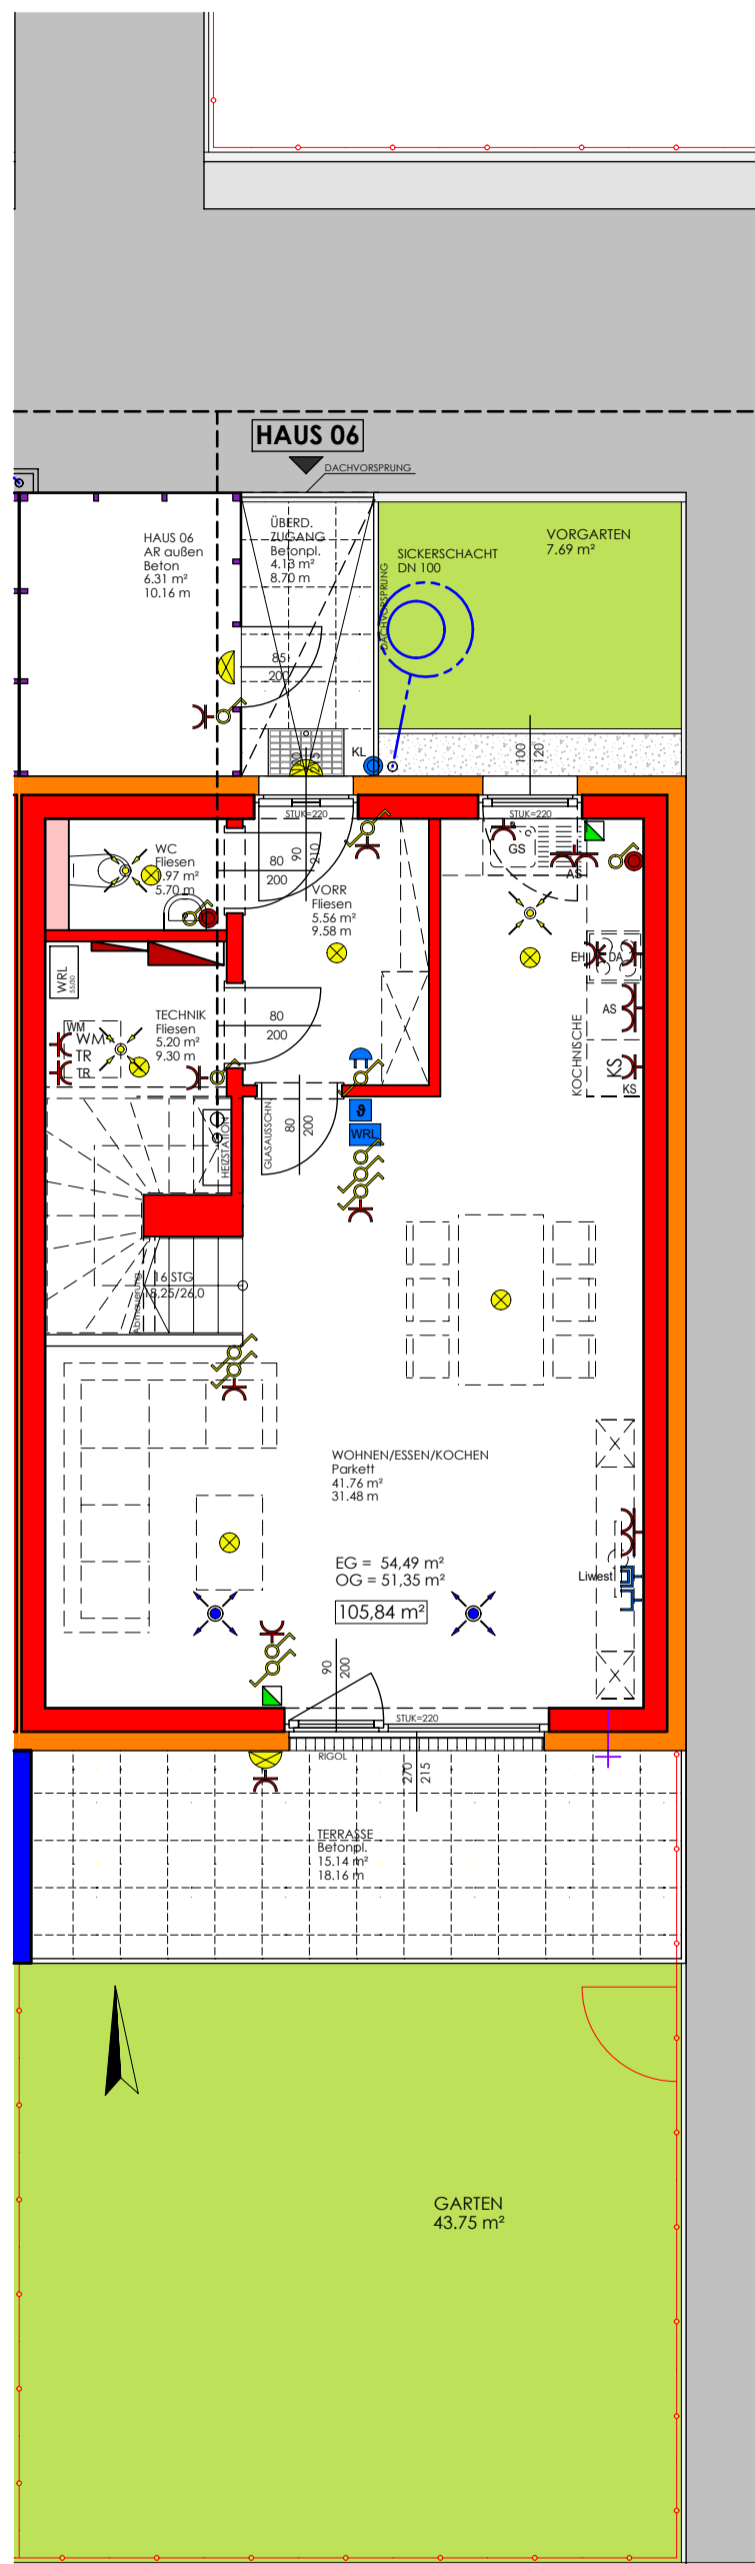 HAUS 06
DACHVORSPRUNG
HAUS 06
AR außen
Beton
6.31 m²
10.16 m
ÜBERD.
ZUGANG
Betonpl.
4.13 m²
8.70 m
SICKERSCHACHT
DN 100
VORGARTEN
7.69 m²
DACHVORSPRUNG
85
200
KL
100
120
STUK=220
STUK=220
WC
Fliesen
5.70 m
80
200
90
210
VORR
Fliesen
5.56 m²
9.58 m
GS
AS
EH
DA
AS
KS
KS
KOCHNISCHE
WRL
TECHNIK
Fliesen
5.20 m²
9.30 m
WM
WM
TR
TR
80
200
HEIZSTATION
GLASAUSSCHN.
80
200
ϑ
WRL
16 STG
18,25/26,0
Abmauerung
WOHNEN/ESSEN/KOCHEN
Parkett
41.76 m²
31.48 m
EG = 54,49 m²
OG = 51,35 m²
105,84 m²
Liwest
90
200
STUK=220
RIGOL
270
215
TERRASSE
Betonpl.
15.14 m²
18.16 m
GARTEN
43.75 m²